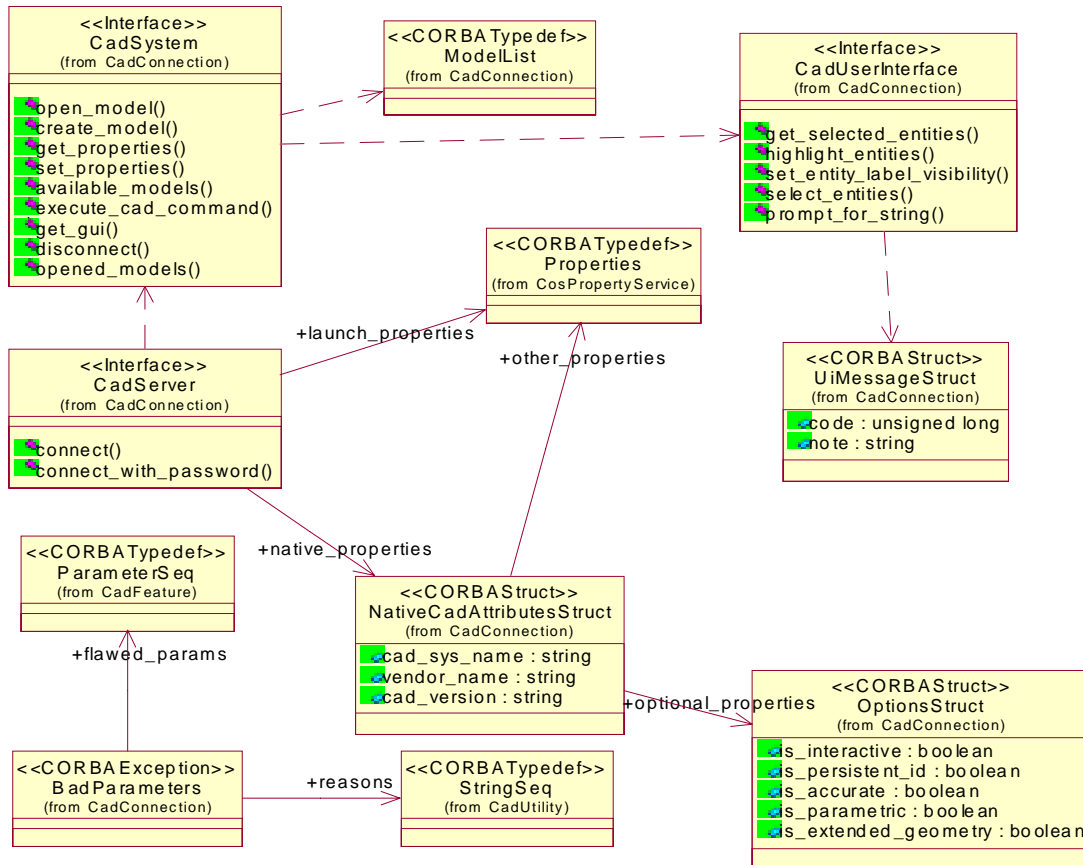 <<Interface>>
CadSystem
(from CadConnection)
open_model()
create_model()
get_properties()
set_properties()
available_models()
execute_cad_command()
get_gui()
disconnect()
opened_models()
<<CORBATypedef>>
ModelList
(from CadConnection)
<<Interface>>
CadUserInterface
(from CadConnection)
get_selected_entities()
highlight_entities()
set_entity_label_visibility()
select_entities()
prompt_for_string()
<<CORBATypedef>>
Properties
(from CosPropertyService)
+launch_properties
+other_properties
<<Interface>>
CadServer
(from CadConnection)
connect()
connect_with_password()
<<CORBAStruct>>
UiMessageStruct
(from CadConnection)
code : unsigned long
note : string
+native_properties
<<CORBATypedef>>
ParameterSeq
(from CadFeature)
+flawed_params
<<CORBAStruct>>
NativeCadAttributesStruct
(from CadConnection)
cad_sys_name : string
vendor_name : string
cad_version : string
+optional_properties
<<CORBAStruct>>
OptionsStruct
(from CadConnection)
is_interactive : boolean
is_persistent_id : boolean
is_accurate : boolean
is_parametric : boolean
is_extended_geometry : boolean
<<CORBAException>>
BadParameters
(from CadConnection)
+reasons
<<CORBATypedef>>
StringSeq
(from CadUtility)